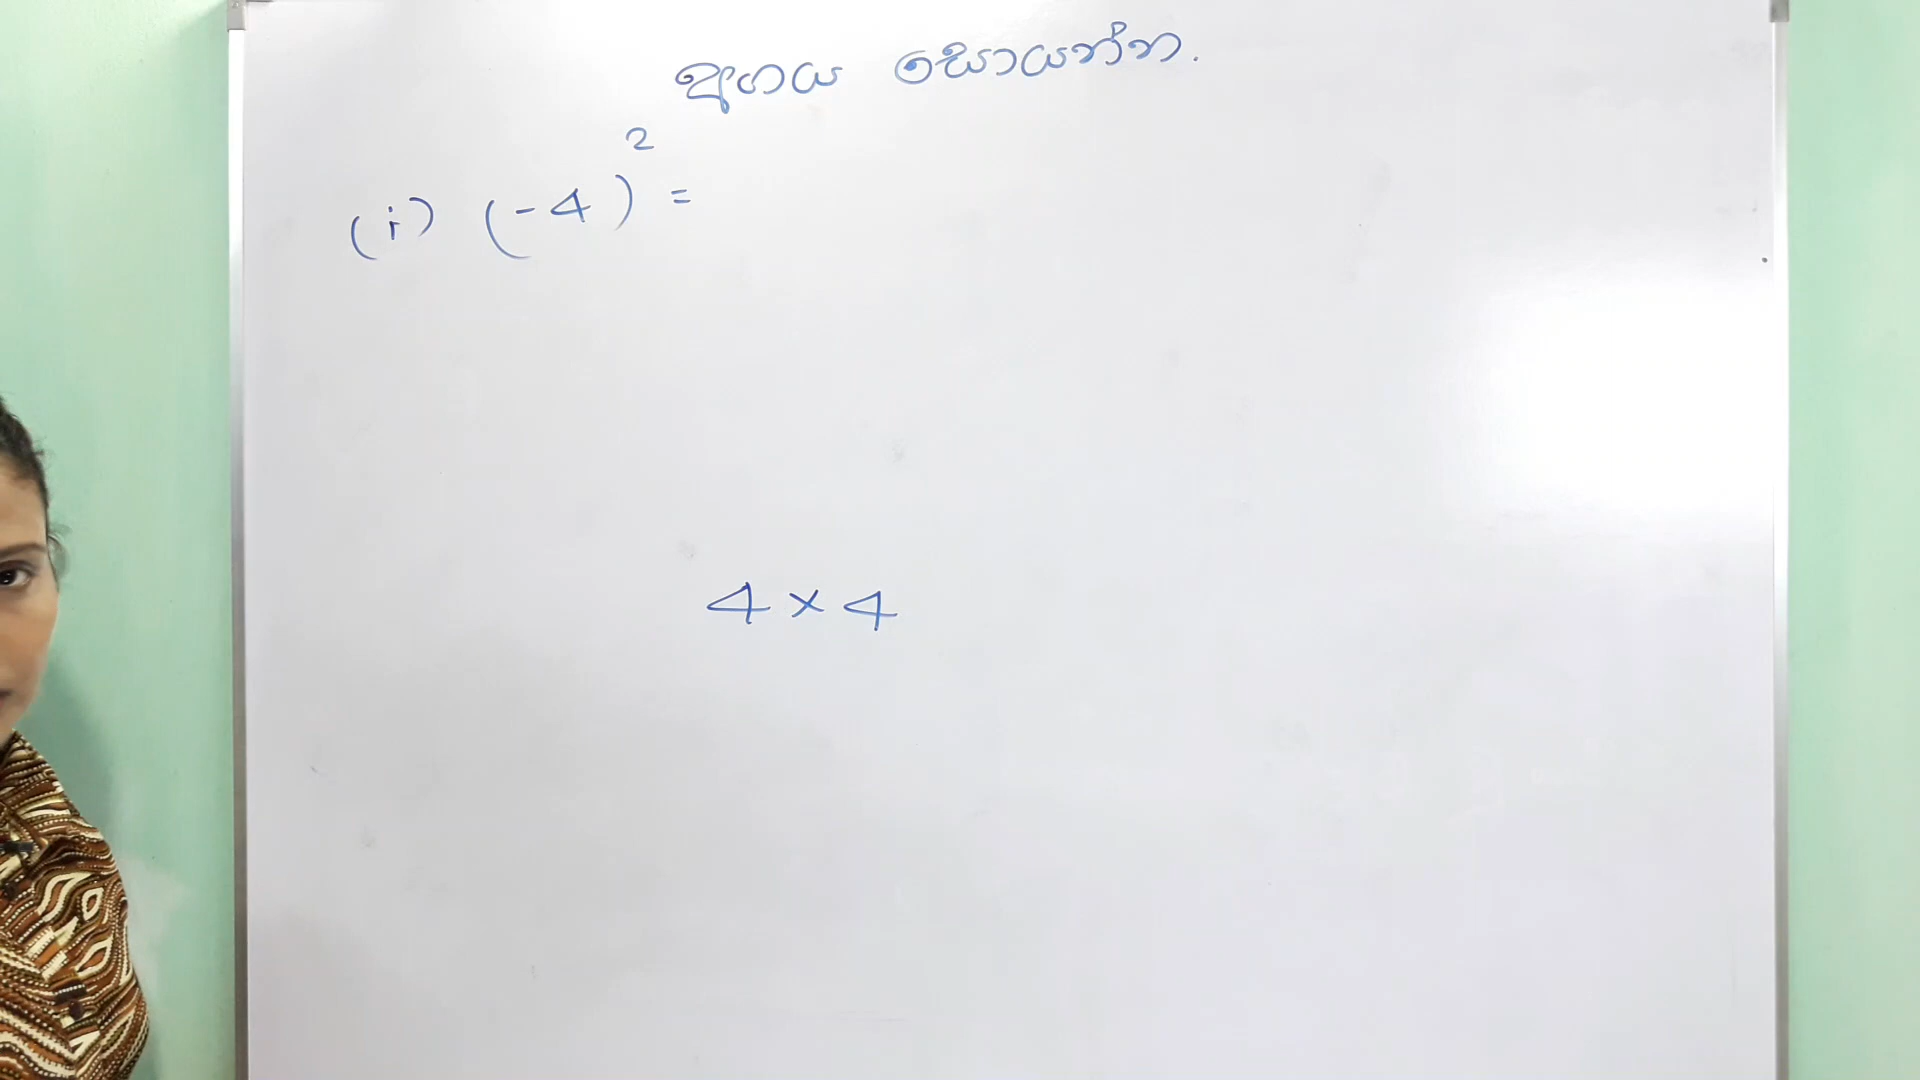 අගය සොයන්න.
(i) (-4)² =
4 × 4